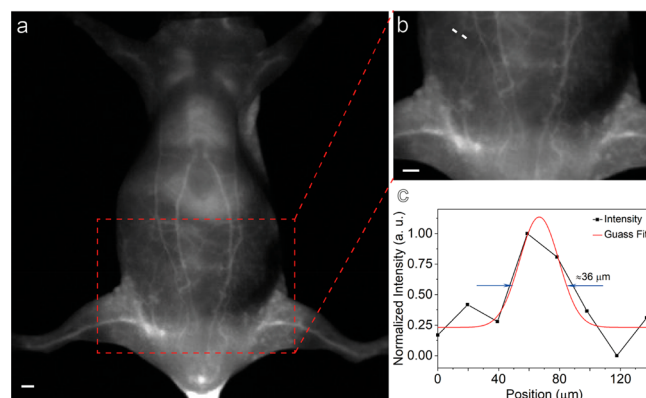 a
b
C
Normalized Intensity (a. u.)
1.00
0.75
0.50
0.25
0.00
Intensity
Guass Fit
≈36 μm
0
40
80
120
Position (μm)